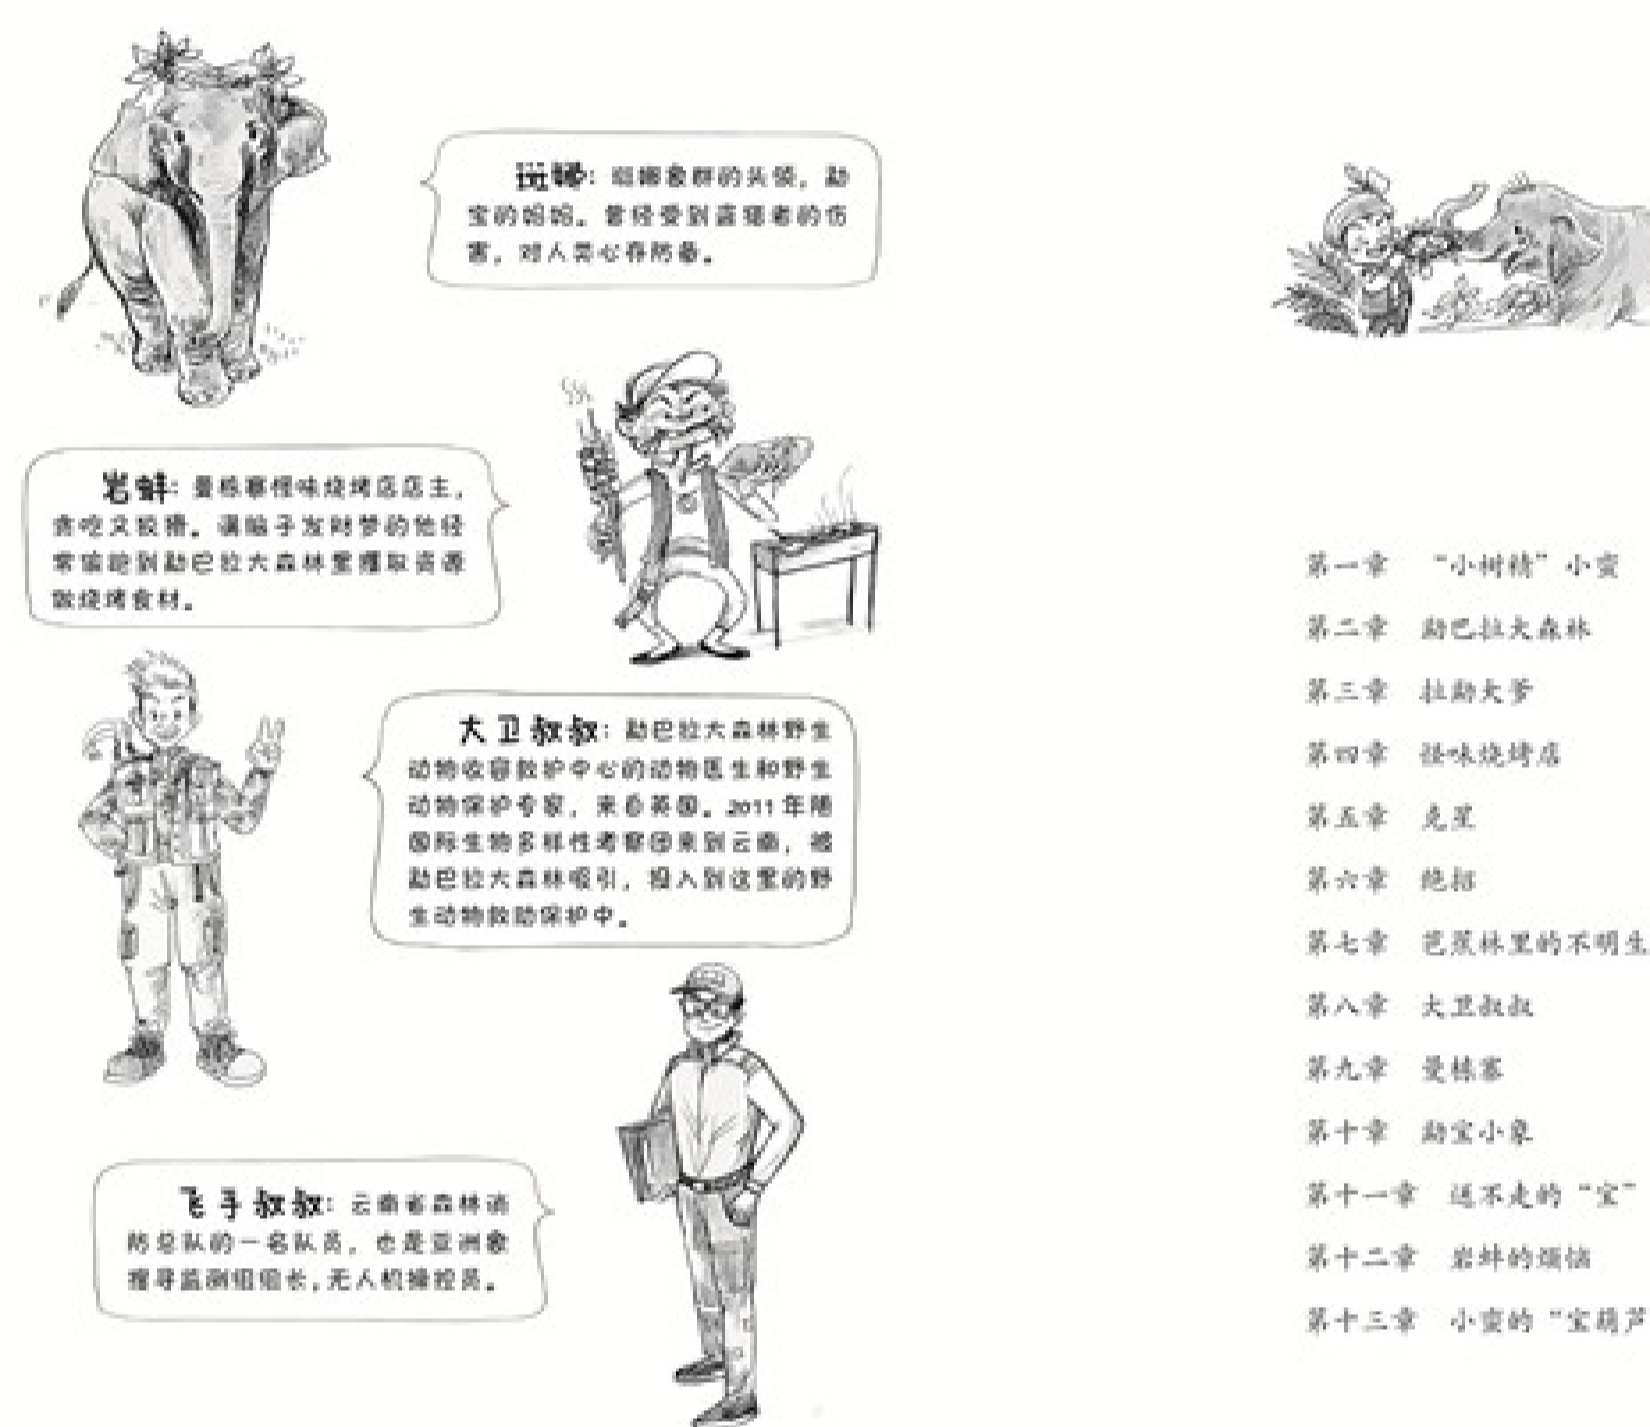 象群的头领，勐
宝的妈妈。曾经受到盗猎者的伤
害，对人类心存防备。
岩蚌：曼栋寨怪味烧烤店店主，
贪吃又狡猾。满脑子发财梦的他经
常偷跑到勐巴拉大森林里攫取资源
做烧烤食材。
大卫叔叔：勐巴拉大森林野生
动物收容救护中心的动物医生和野生
动物保护专家，来自英国。2011年随
国际生物多样性考察团来到云南，被
勐巴拉大森林吸引，投入到这里的野
生动物救助保护中。
飞手叔叔：云南省森林消
防总队的一名队员，也是亚洲象
搜寻监测组组长，无人机操控员。
第一章 “小树精”小蛮
第二章 勐巴拉大森林
第三章 拉勐大爹
第四章 怪味烧烤店
第五章 克星
第六章 绝招
第七章 芭蕉林里的不明生
第八章 大卫叔叔
第九章 曼栋寨
第十章 勐宝小象
第十一章 送不走的“宝”
第十二章 岩蚌的烦恼
第十三章 小蛮的“宝葫芦